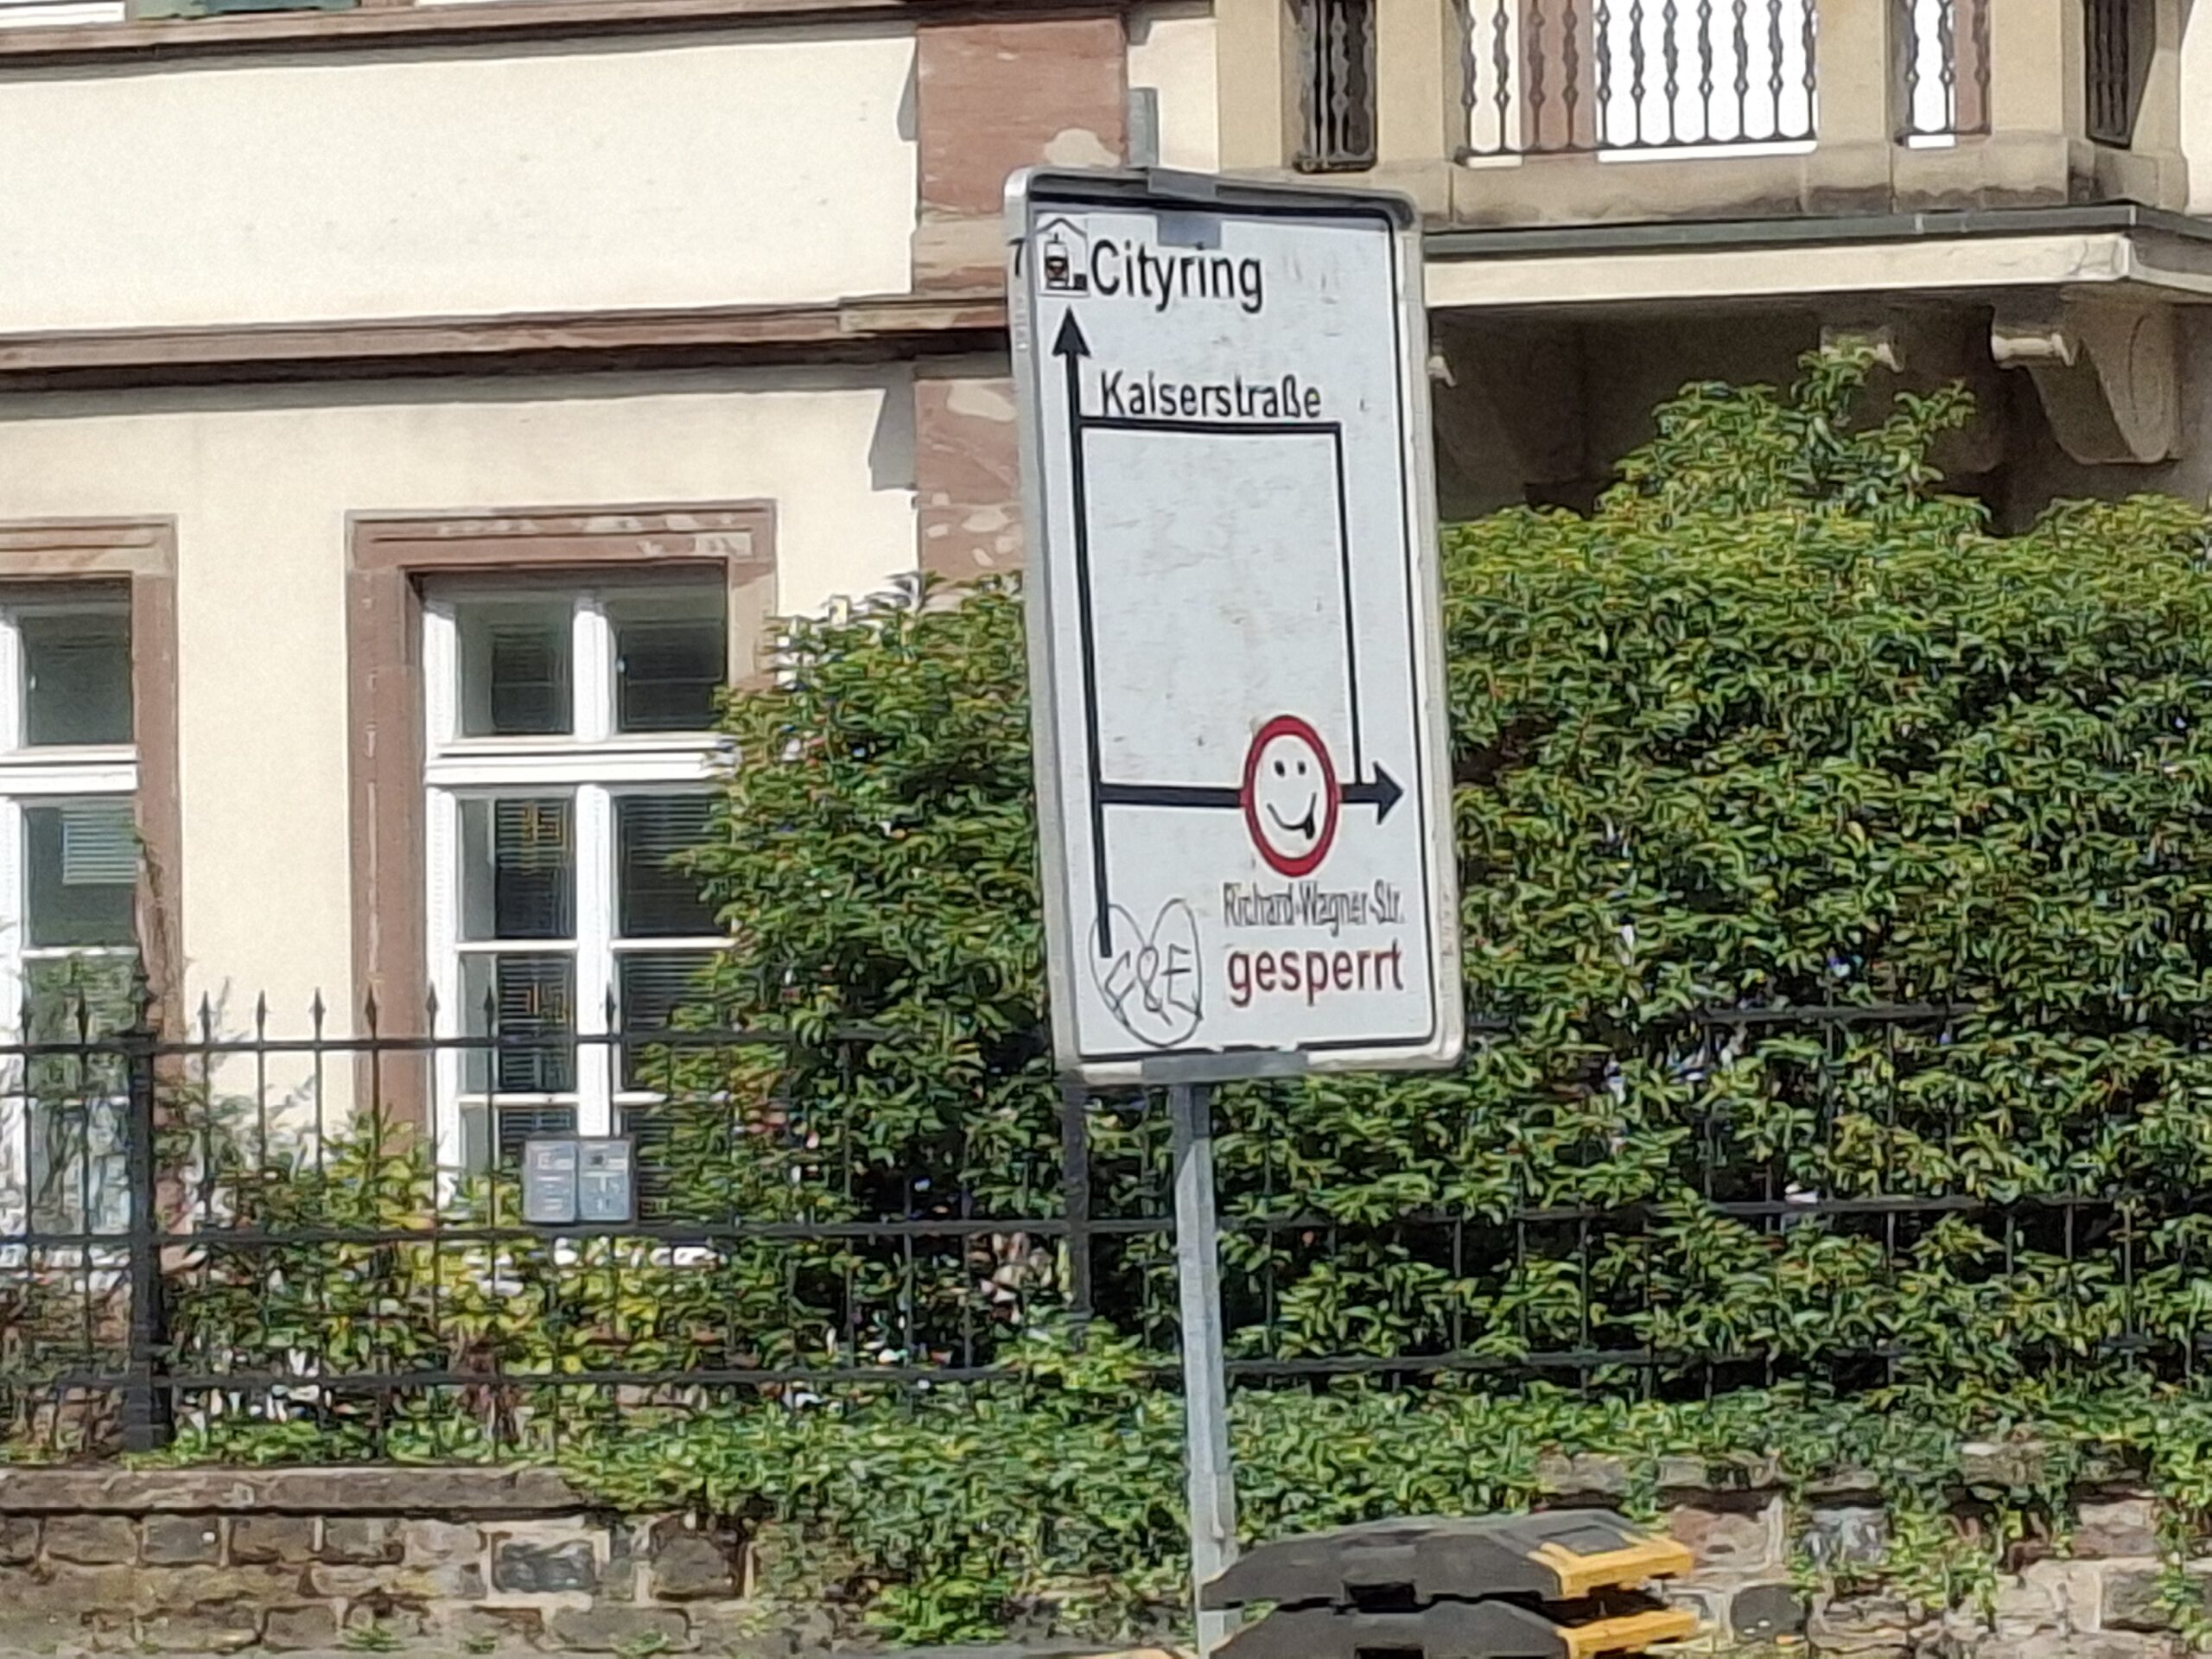 Cityring
Kaiserstraße
Richard-Wagner-Str.
gesperrt